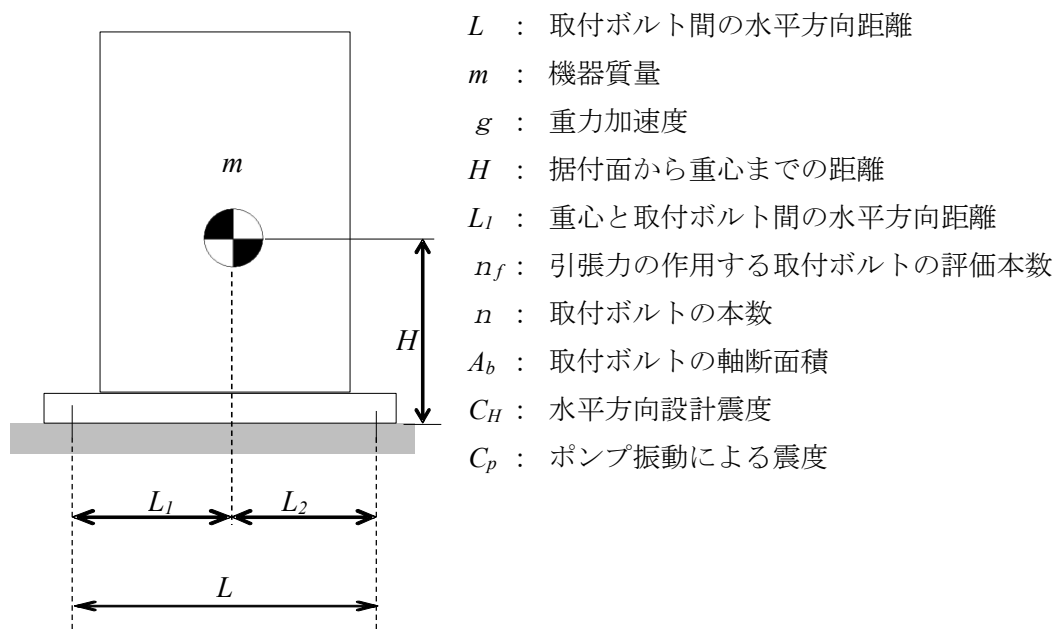 L ： 取付ボルト間の水平方向距離
m ： 機器質量
g ： 重力加速度
H ： 据付面から重心までの距離
L1 ： 重心と取付ボルト間の水平方向距離
nf ： 引張力の作用する取付ボルトの評価本数
n ： 取付ボルトの本数
Ab ： 取付ボルトの軸断面積
CH ： 水平方向設計震度
Cp ： ポンプ振動による震度
m
H
L1
L2
L